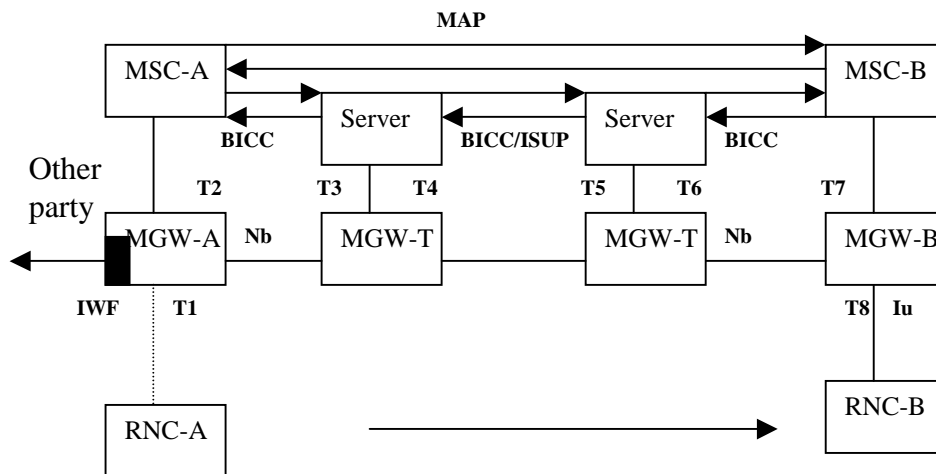 MAP
MSC-A
MSC-B
Server
Server
BICC
BICC/ISUP
BICC
Other
party
T2
T3
T4
T5
T6
T7
MGW-A
Nb
MGW-T
MGW-T
Nb
MGW-B
IWF
T1
T8
Iu
RNC-A
RNC-B